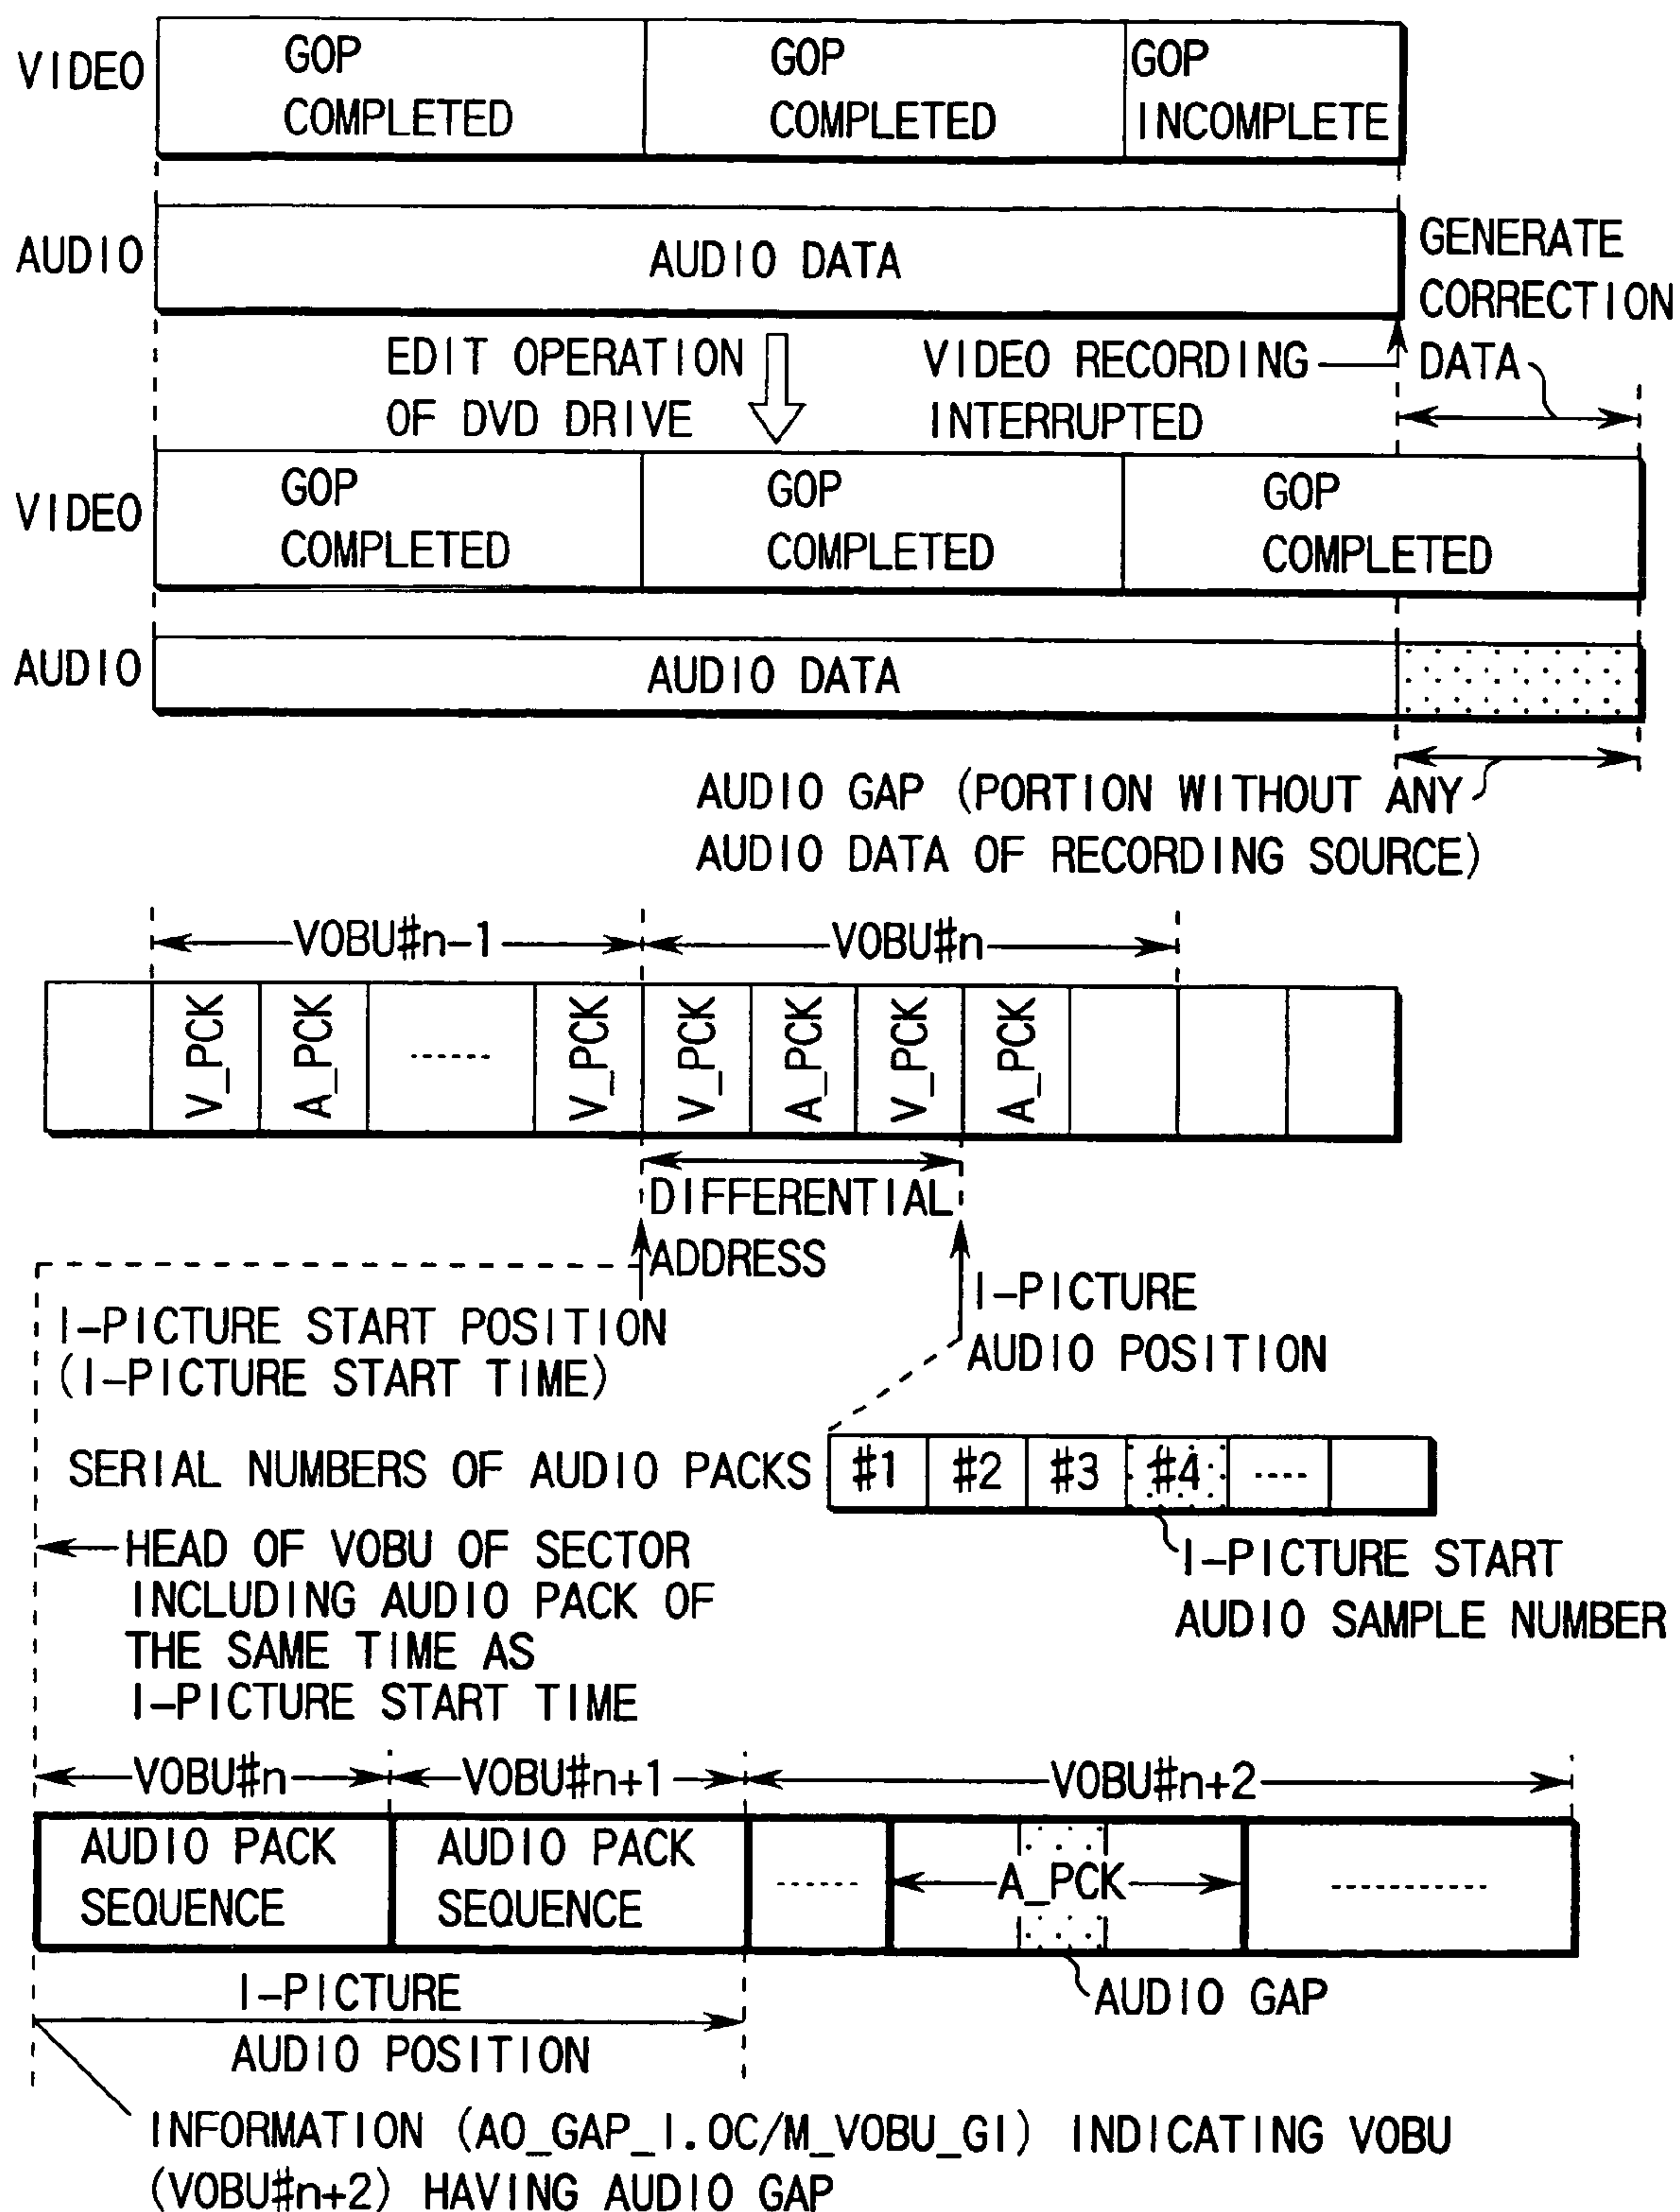 VIDEO
GOP
COMPLETED
GOP
COMPLETED
GOP
INCOMPLETE
AUDIO
AUDIO DATA
GENERATE
CORRECTION
DATA
EDIT OPERATION
OF DVD DRIVE
VIDEO RECORDING
INTERRUPTED
VIDEO
GOP
COMPLETED
GOP
COMPLETED
GOP
COMPLETED
AUDIO
AUDIO DATA
AUDIO GAP (PORTION WITHOUT ANY
AUDIO DATA OF RECORDING SOURCE)
VOBU#n-1
VOBU#n
V_PCK
A_PCK
V_PCK
V_PCK
A_PCK
V_PCK
A_PCK
DIFFERENTIAL
ADDRESS
I-PICTURE START POSITION
(I-PICTURE START TIME)
I-PICTURE
AUDIO POSITION
SERIAL NUMBERS OF AUDIO PACKS
#1
#2
#3
#4
I-PICTURE START
AUDIO SAMPLE NUMBER
HEAD OF VOBU OF SECTOR
INCLUDING AUDIO PACK OF
THE SAME TIME AS
I-PICTURE START TIME
VOBU#n
VOBU#n+1
VOBU#n+2
AUDIO PACK
SEQUENCE
AUDIO PACK
SEQUENCE
A_PCK
AUDIO GAP
I-PICTURE
AUDIO POSITION
INFORMATION (AO_GAP_I.OC/M_VOBU_GI) INDICATING VOBU
(VOBU#n+2) HAVING AUDIO GAP